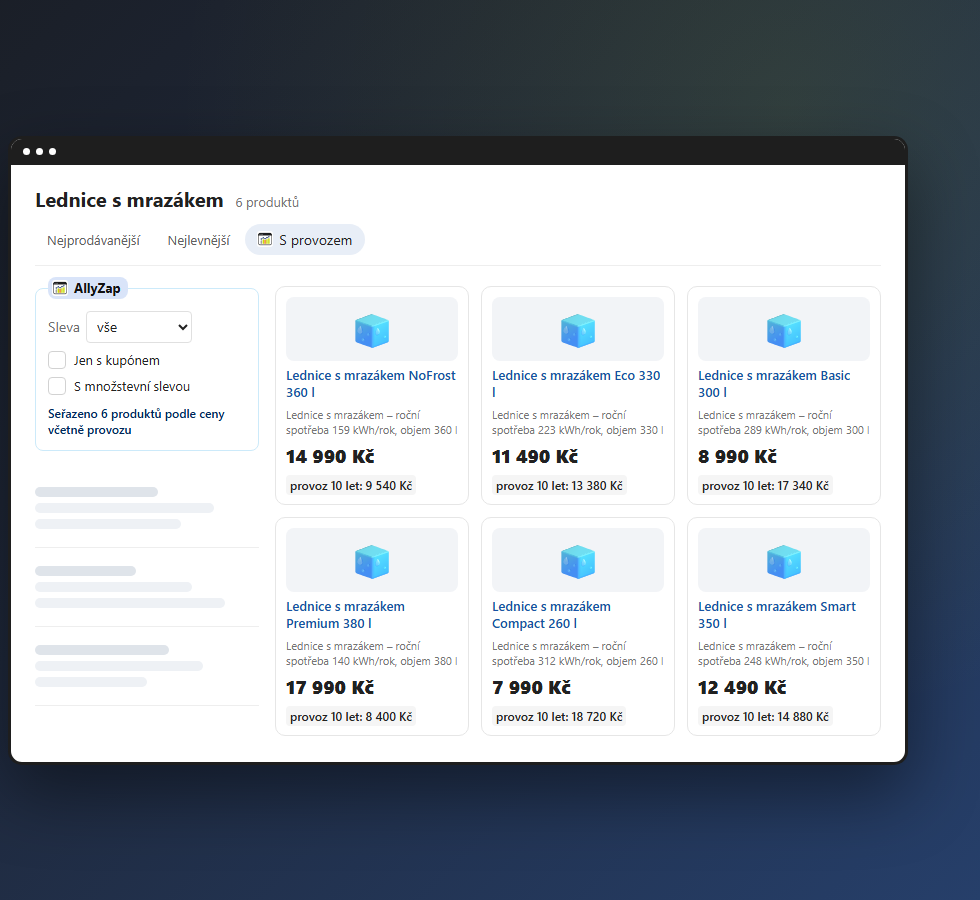 Lednice s mrazákem 6 produktů
Nejprodávanější Nejlevnější S provozem
AllyZap
Sleva vše
Jen s kupónem
S množstevní slevou
Seřazeno 6 produktů podle ceny
včetně provozu
Lednice s mrazákem NoFrost
360 l
Lednice s mrazákem – roční
spotřeba 159 kWh/rok, objem 360 l
14 990 Kč
provoz 10 let: 9 540 Kč
Lednice s mrazákem Eco 330
l
Lednice s mrazákem – roční
spotřeba 223 kWh/rok, objem 330 l
11 490 Kč
provoz 10 let: 13 380 Kč
Lednice s mrazákem Basic
300 l
Lednice s mrazákem – roční
spotřeba 289 kWh/rok, objem 300 l
8 990 Kč
provoz 10 let: 17 340 Kč
Lednice s mrazákem
Premium 380 l
Lednice s mrazákem – roční
spotřeba 140 kWh/rok, objem 380 l
17 990 Kč
provoz 10 let: 8 400 Kč
Lednice s mrazákem
Compact 260 l
Lednice s mrazákem – roční
spotřeba 312 kWh/rok, objem 260 l
7 990 Kč
provoz 10 let: 18 720 Kč
Lednice s mrazákem Smart
350 l
Lednice s mrazákem – roční
spotřeba 248 kWh/rok, objem 350 l
12 490 Kč
provoz 10 let: 14 880 Kč